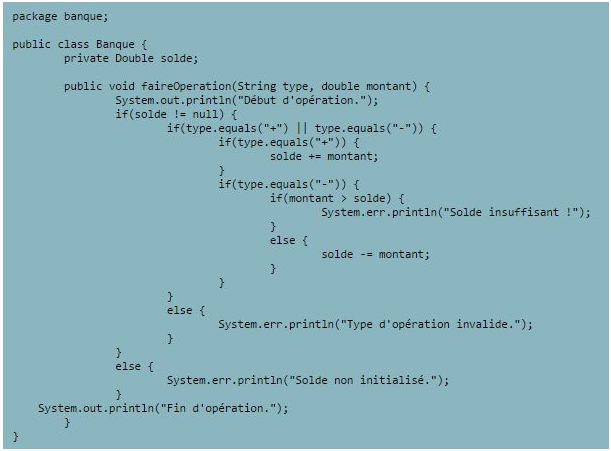 package banque;

public class Banque {
        private Double solde;

        public void faireOperation(String type, double montant) {
                System.out.println("Début d'opération.");
                if(solde != null) {
                        if(type.equals("+") || type.equals("-")) {
                                if(type.equals("+")) {
                                        solde += montant;
                                }
                                if(type.equals("-")) {
                                        if(montant > solde) {
                                                System.err.println("Solde insuffisant !");
                                        }
                                        else {
                                                solde -= montant;
                                        }
                                }
                        }
                        else {
                                System.err.println("Type d'opération invalide.");
                        }
                }
                else {
                        System.err.println("Solde non initialisé.");
                }
    System.out.println("Fin d'opération.");
        }
}